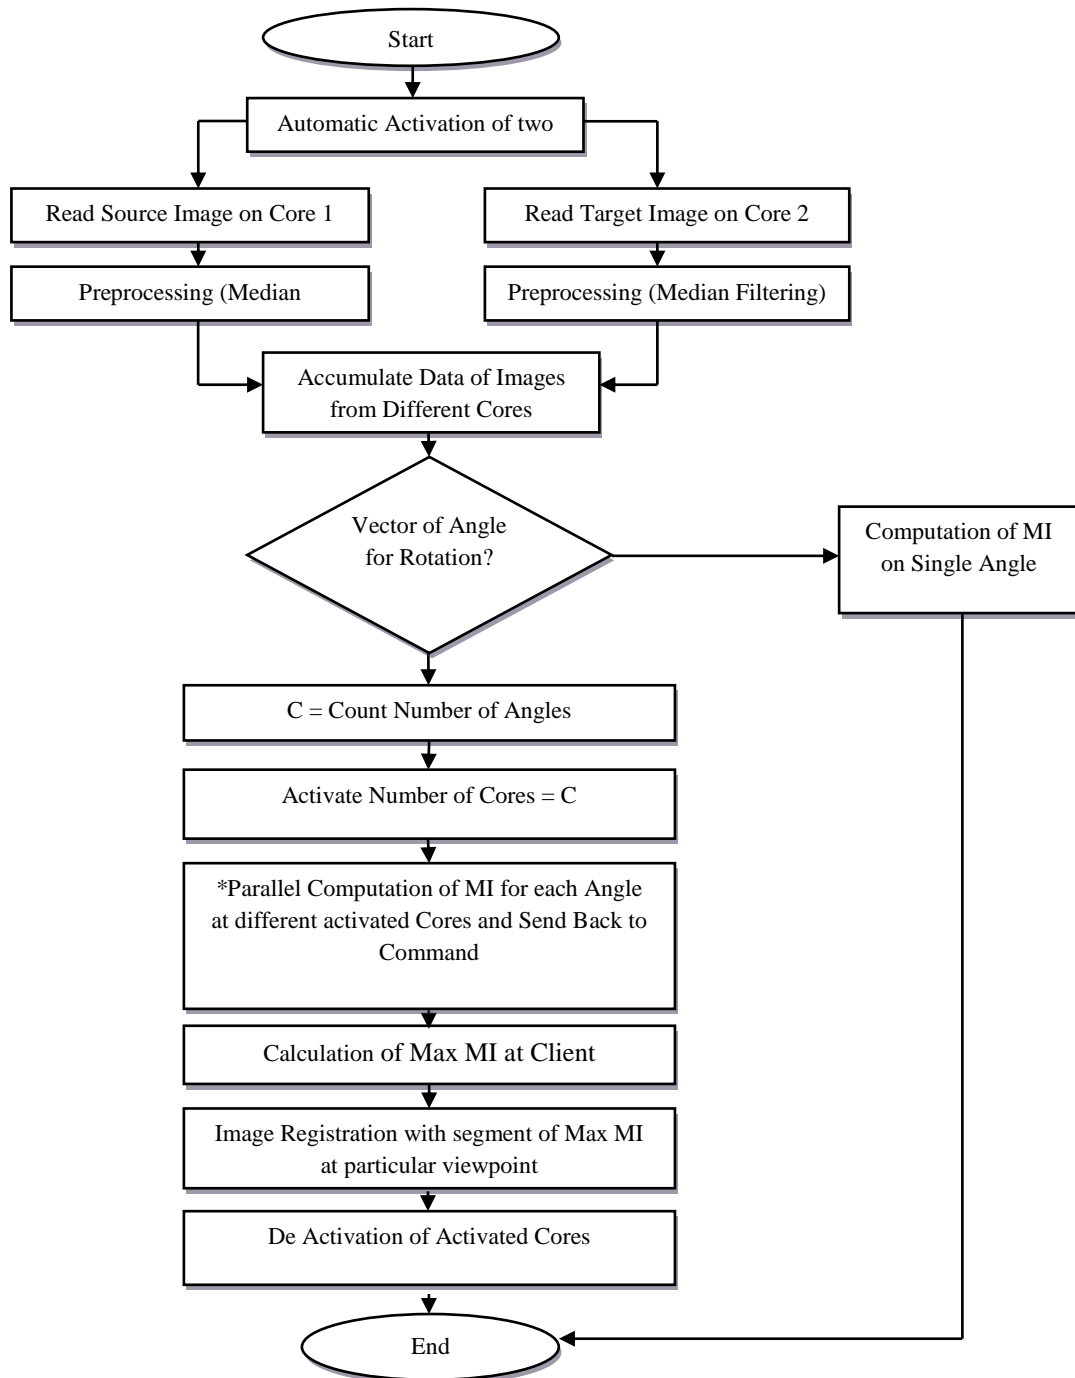 Start
Automatic Activation of two
Read Source Image on Core 1
Read Target Image on Core 2
Preprocessing (Median
Preprocessing (Median Filtering)
Accumulate Data of Images
from Different Cores
Vector of Angle
for Rotation?
Computation of MI
on Single Angle
C = Count Number of Angles
Activate Number of Cores = C
*Parallel Computation of MI for each Angle
at different activated Cores and Send Back to
Command
Calculation of Max MI at Client
Image Registration with segment of Max MI
at particular viewpoint
De Activation of Activated Cores
End